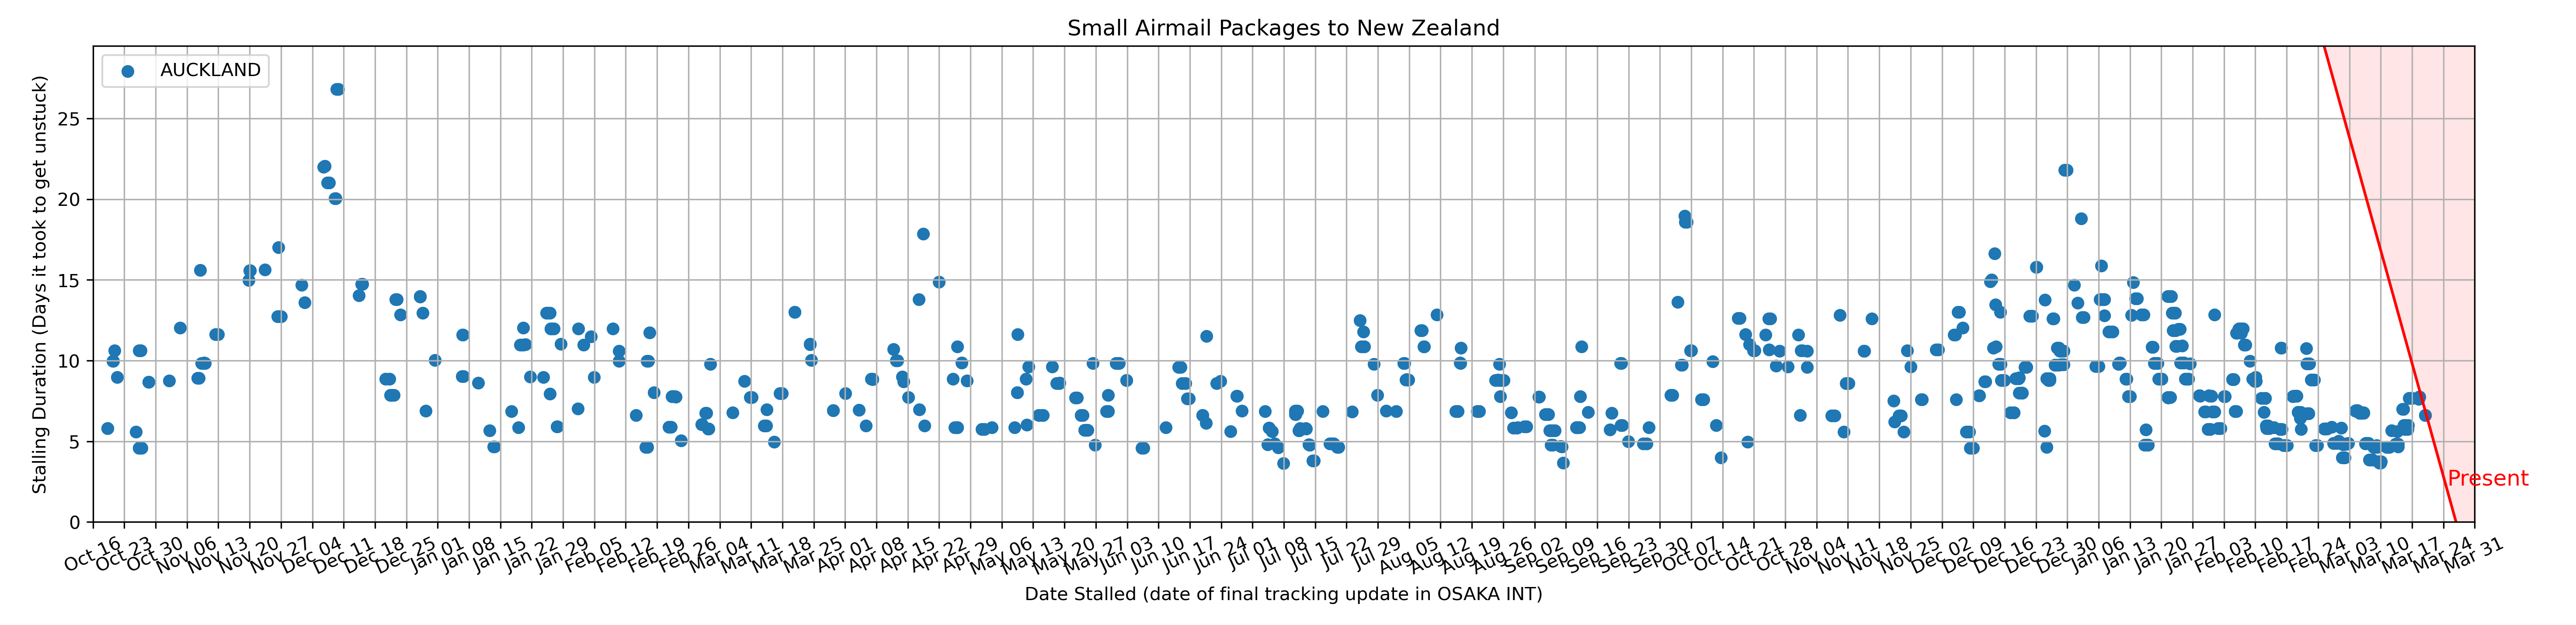 Small Airmail Packages to New Zealand
AUCKLAND
Stalling Duration (Days it took to get unstuck)
25
20
15
10
5
0
Present
Oct 16 Oct 23 Oct 30 Nov 06 Nov 13 Nov 20 Nov 27 Dec 04 Dec 11 Dec 18 Dec 25 Jan 01 Jan 08 Jan 15 Jan 22 Jan 29 Feb 05 Feb 12 Feb 19 Feb 26 Mar 04 Mar 11 Mar 18 Mar 25 Apr 01 Apr 08 Apr 15 Apr 22 Apr 29 May 06 May 13 May 20 May 27 Jun 03 Jun 10 Jun 17 Jun 24 Jul 01 Jul 08 Jul 15 Jul 22 Jul 29 Aug 05 Aug 12 Aug 19 Aug 26 Sep 02 Sep 09 Sep 16 Sep 23 Sep 30 Oct 07 Oct 14 Oct 21 Oct 28 Nov 04 Nov 11 Nov 18 Nov 25 Dec 02 Dec 09 Dec 16 Dec 23 Dec 30 Jan 06 Jan 13 Jan 20 Jan 27 Feb 03 Feb 10 Feb 17 Feb 24 Mar 03 Mar 10 Mar 17 Mar 24 Mar 31
Date Stalled (date of final tracking update in OSAKA INT)